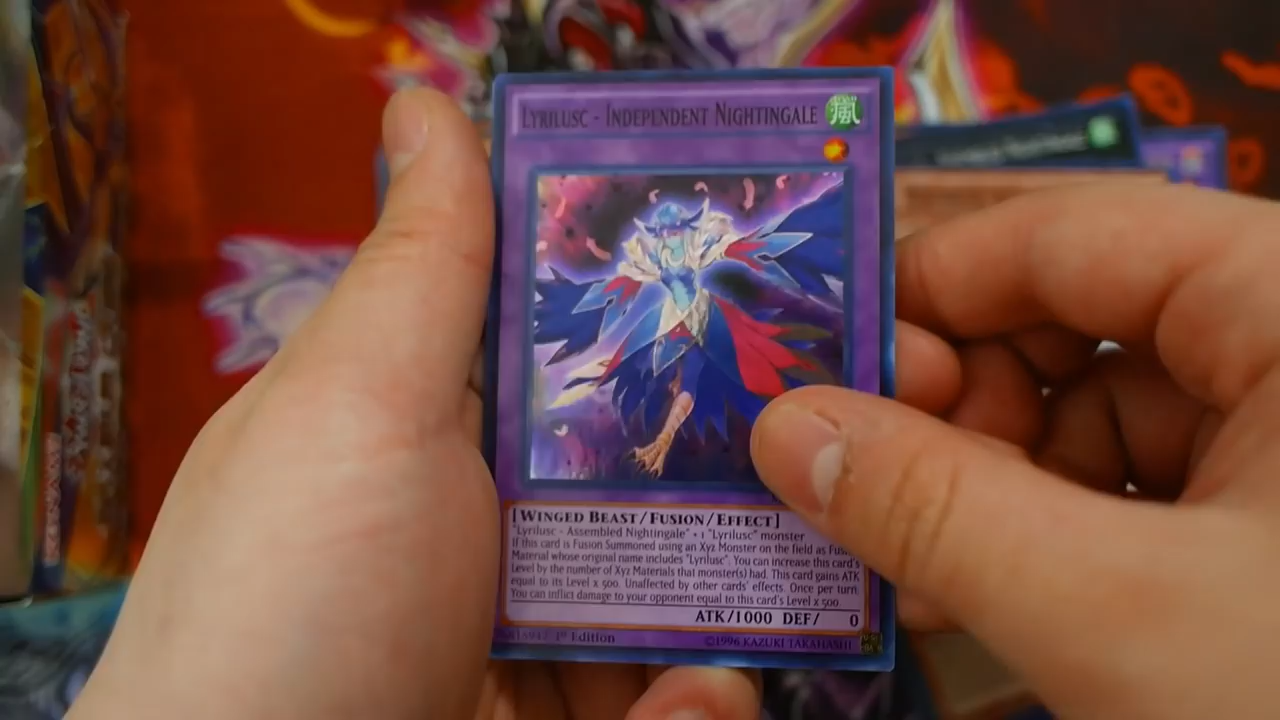 Lyrilusc - Independent Nightingale
風
[Winged Beast/Fusion/Effect]
"Lyrilusc - Assembled Nightingale" + 1 "Lyrilusc" monster
If this card is Fusion Summoned using an Xyz Monster on the field as Fus
Material whose original name includes "Lyrilusc", You can increase this card's
Level by the number of Xyz Materials that monster(s) had. This card gains ATK
equal to its Level x 500. Unaffected by other cards' effects. Once per turn:
You can inflict damage to your opponent equal to this card's Level x 500.
ATK/1000 DEF/ 0
1st Edition
©1996 KAZUKI TAKAHASHI